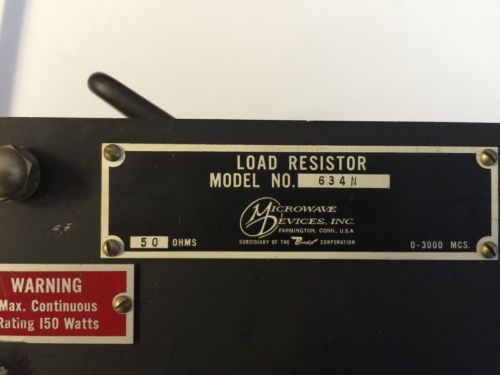 LOAD RESISTOR
MODEL NO. 634N
MICROWAVE
DEVICES, INC.
FARMINGTON, CONN., U.S.A.
SUBSIDIARY OF THE Bendix CORPORATION
50 OHMS
0-3000 MCS.
WARNING
Max. Continuous
Rating 150 Watts